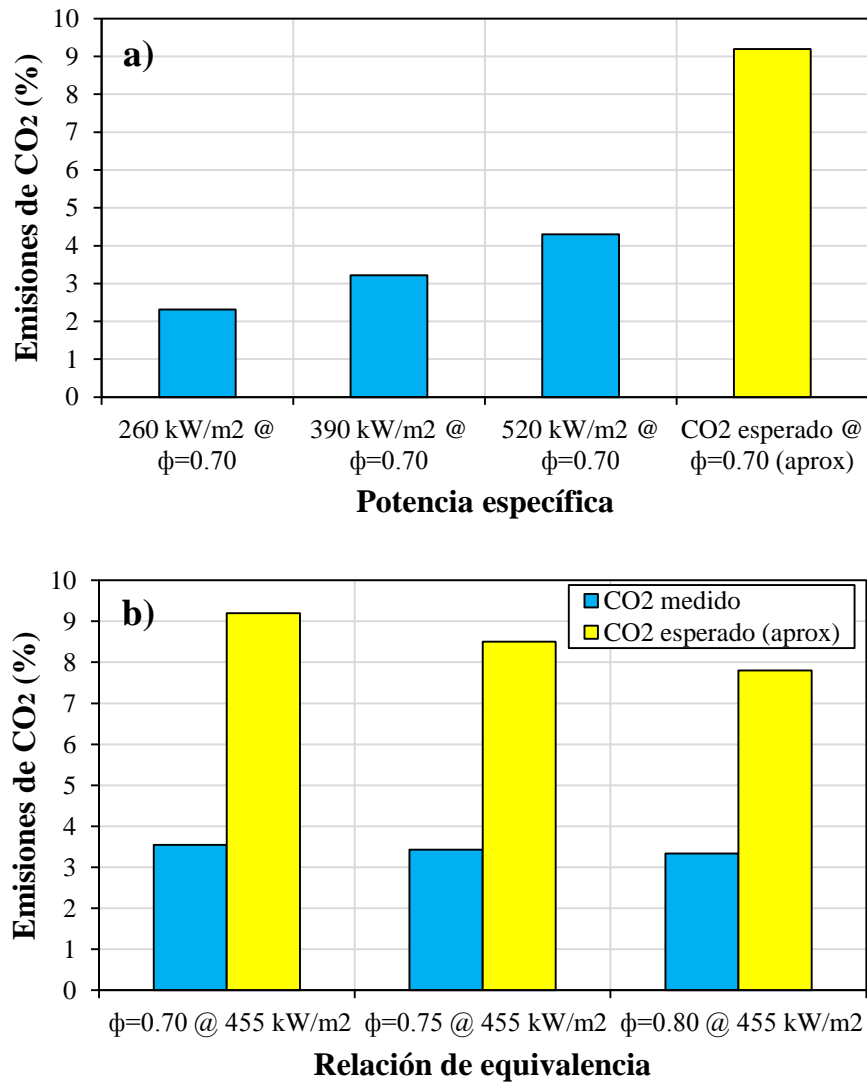 a)
Emisiones de CO2 (%)
10
9
8
7
6
5
4
3
2
1
0
260 kW/m2 @ ф=0.70
390 kW/m2 @ ф=0.70
520 kW/m2 @ ф=0.70
CO2 esperado @ ф=0.70 (aprox)
Potencia específica
b)
CO2 medido
CO2 esperado (aprox)
Emisiones de CO2 (%)
10
9
8
7
6
5
4
3
2
1
0
ф=0.70 @ 455 kW/m2
ф=0.75 @ 455 kW/m2
ф=0.80 @ 455 kW/m2
Relación de equivalencia